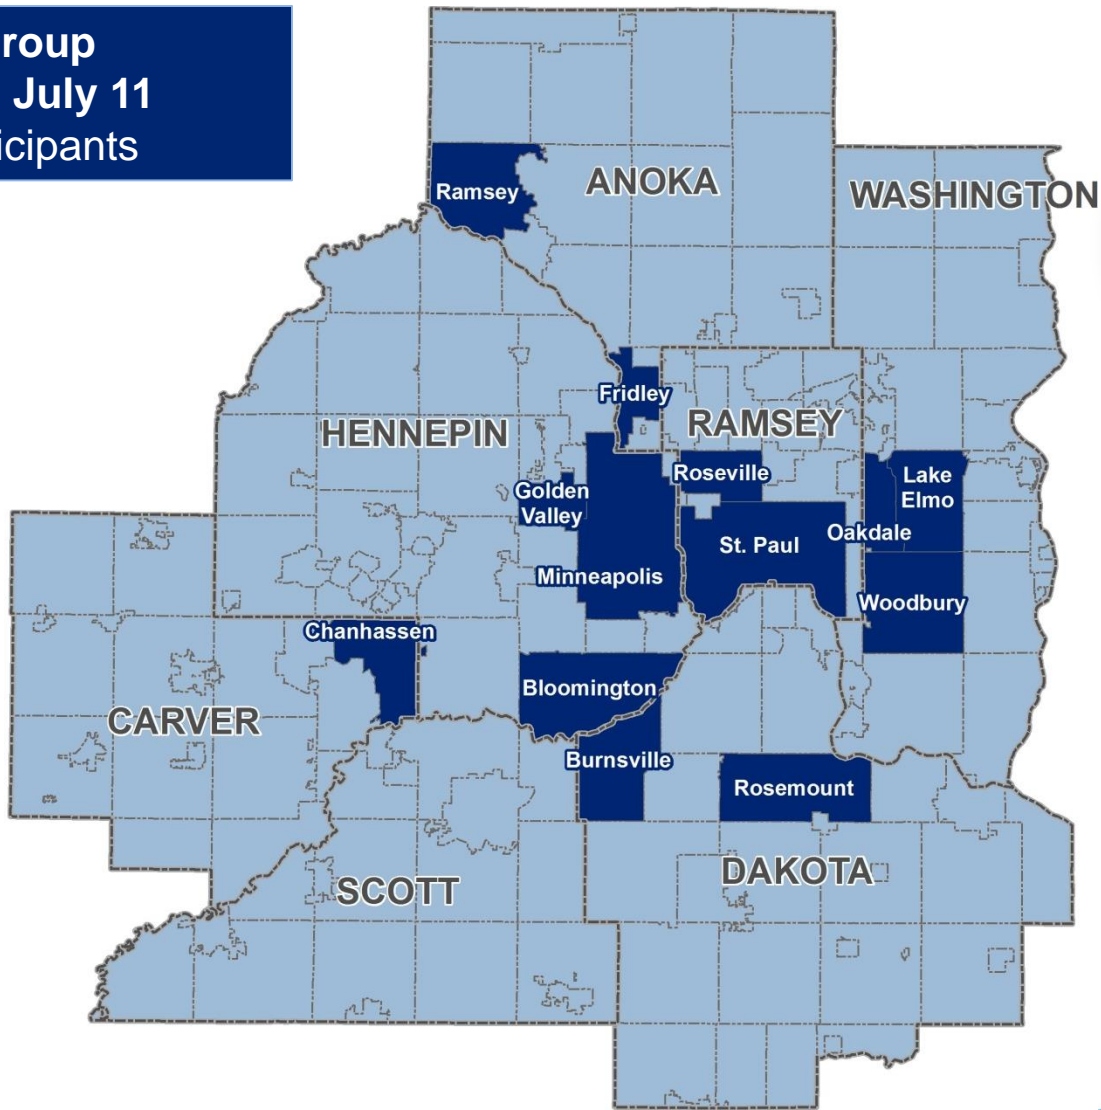 roup
July 11
icipants
Ramsey
ANOKA
WASHINGTON
Fridley
HENNEPIN
RAMSEY
Roseville
Lake
Elmo
Golden
Valley
Oakdale
St. Paul
Minneapolis
Woodbury
Chanhassen
Bloomington
CARVER
Burnsville
Rosemount
DAKOTA
SCOTT